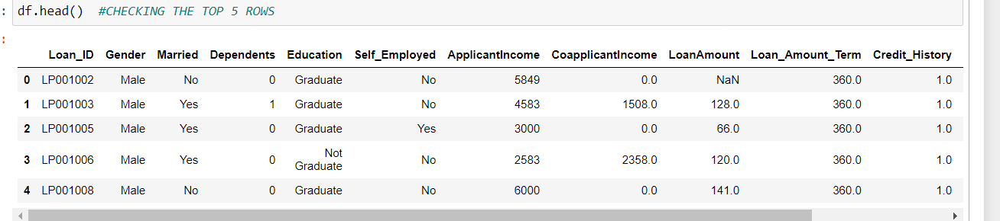 : df.head()  #CHECKING THE TOP 5 ROWS
:
Loan_ID Gender Married Dependents Education Self_Employed ApplicantIncome CoapplicantIncome LoanAmount Loan_Amount_Term Credit_History
0 LP001002 Male No 0 Graduate No 5849 0.0 NaN 360.0 1.0
1 LP001003 Male Yes 1 Graduate No 4583 1508.0 128.0 360.0 1.0
2 LP001005 Male Yes 0 Graduate Yes 3000 0.0 66.0 360.0 1.0
3 LP001006 Male Yes 0 Not Graduate No 2583 2358.0 120.0 360.0 1.0
4 LP001008 Male No 0 Graduate No 6000 0.0 141.0 360.0 1.0